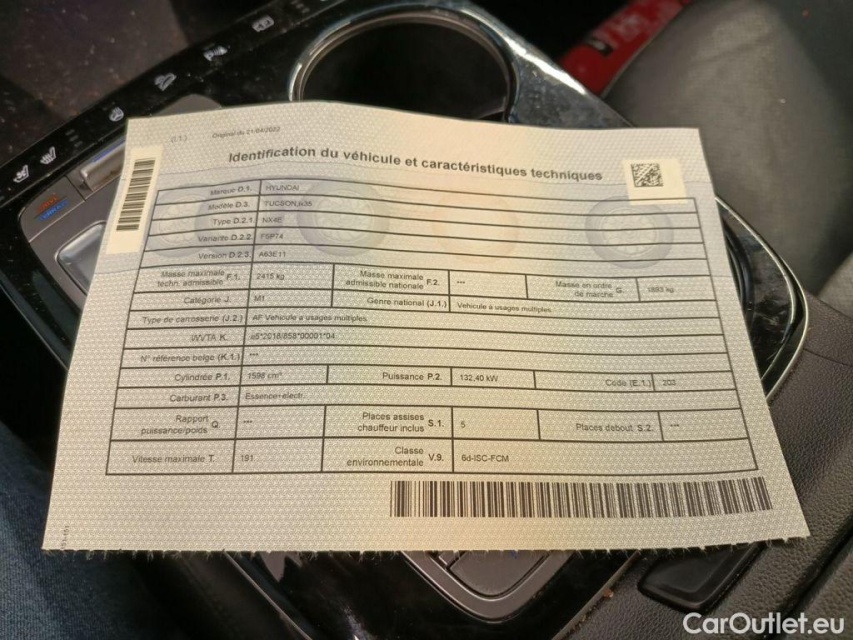 (1.1) Original du 21/04/2022
Identification du véhicule et caractéristiques techniques
Marque D.1. HYUNDAI
Modèle D.3. TUCSON,ix35
Type D.2.1 NX4E
Variante D.2.2 F5P74
Version D.2.3. A63E11
Masse maximale techn. admissible F.1. 2415 kg Masse maximale admissible nationale F.2. --- Masse en ordre de marche G. 1693 kg
Catégorie J. M1 Genre national (J.1.) Véhicule à usages multiples
Type de carrosserie (J.2.) AF Véhicule à usages multiples
WVTA K. e5*2018/858*00001*04
N° référence belge (K.1.) ***
Cylindrée P.1. 1598 cm³ Puissance P.2. 132,40 kW Code (E.1.) 203
Carburant P.3. Essence+électr.
Rapport puissance/poids Q. --- Places assises chauffeur inclus S.1. 5 Places debout S.2. ---
Vitesse maximale T. 191 Classe environnementale V.9. 6d-ISC-FCM
CarOutlet.eu